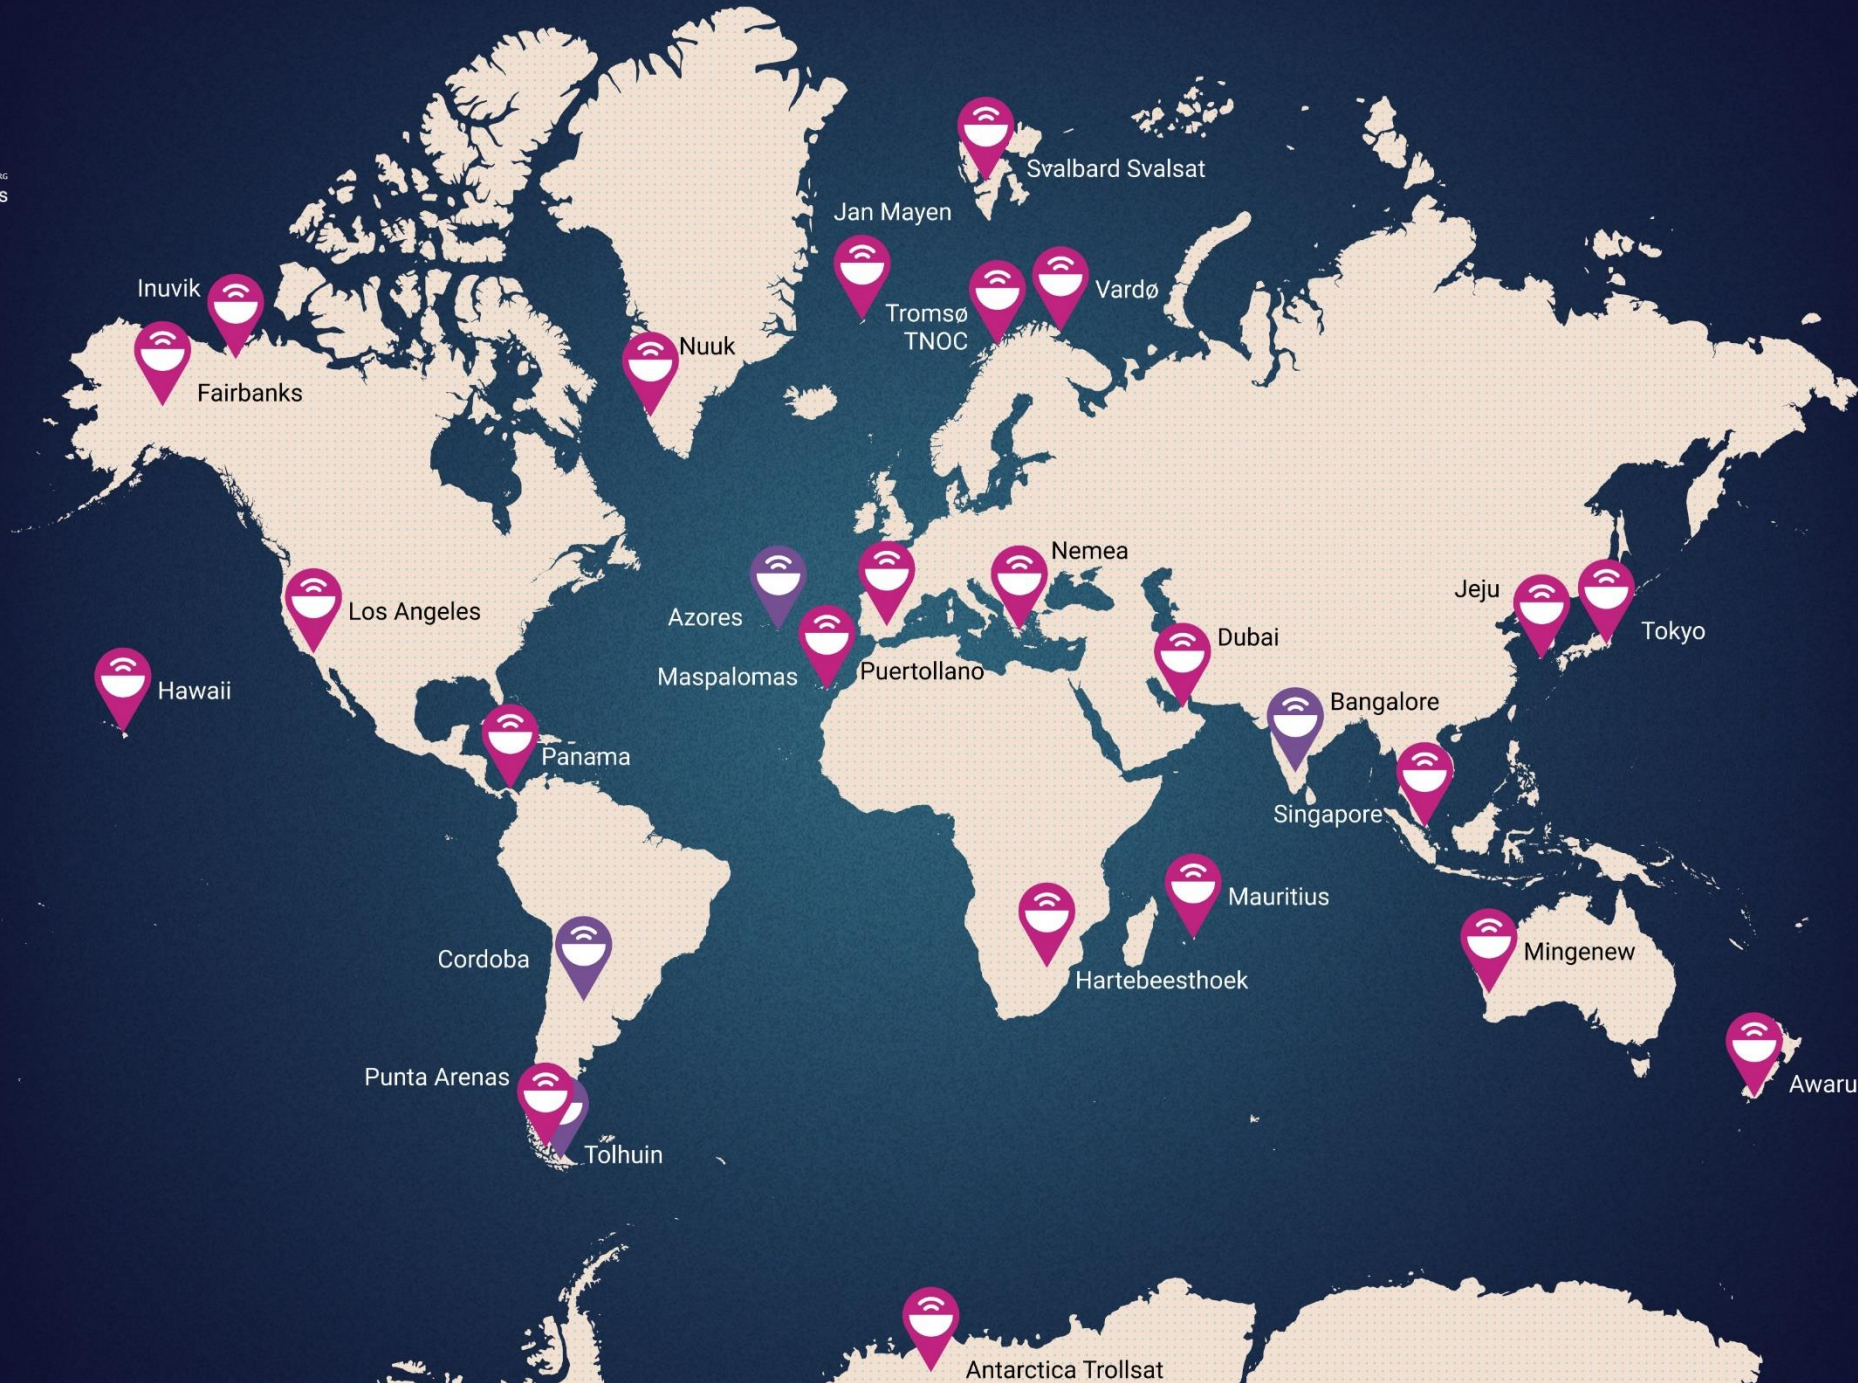 Svalbard Svalsat
Jan Mayen
Inuvik
Vardø
Tromsø
TNOC
Nuuk
Fairbanks
Nemea
Jeju
Los Angeles
Azores
Tokyo
Dubai
Maspalomas
Puertollano
Hawaii
Bangalore
Panama
Singapore
Mauritius
Cordoba
Mingenew
Hartebeesthoek
Punta Arenas
Awaru
Tolhuin
Antarctica Trollsat